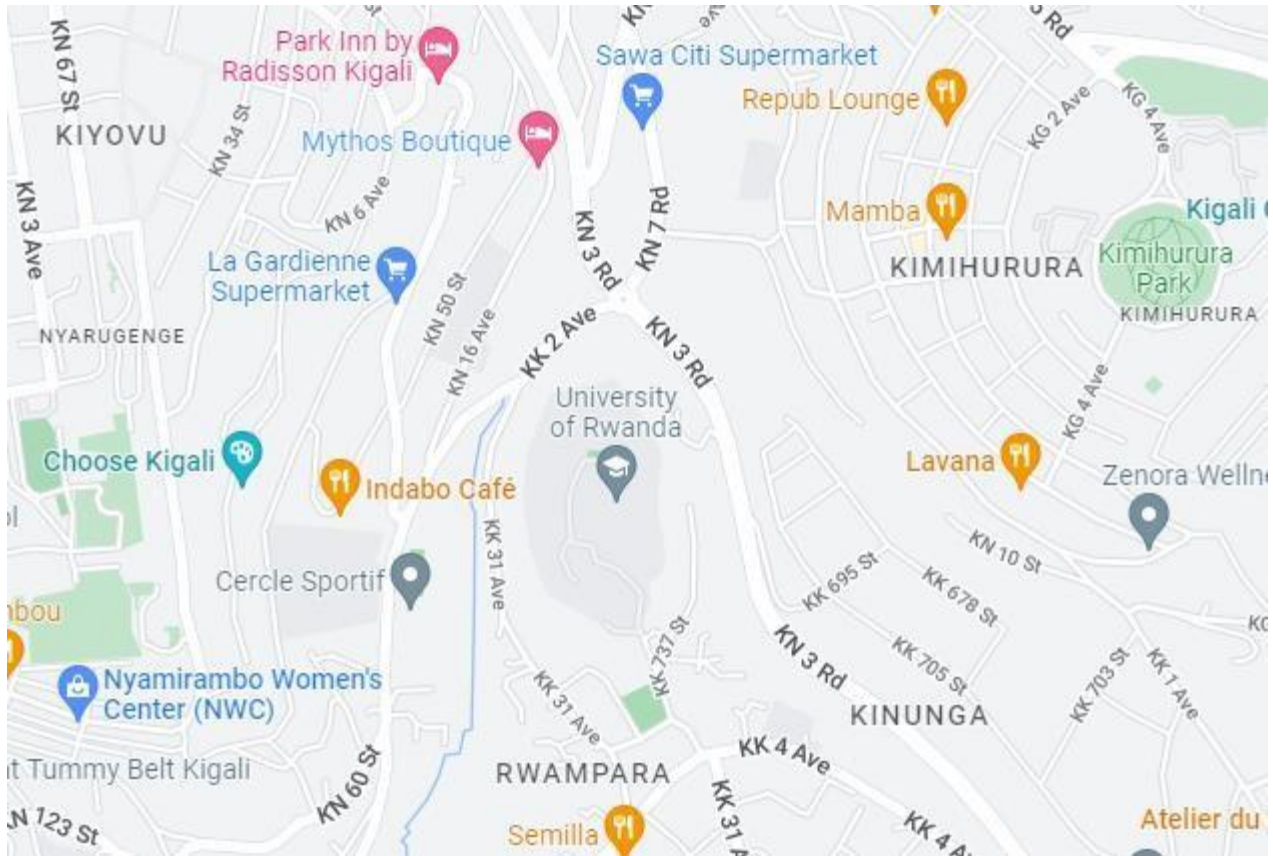 KN 67 St
KIYOVU
KN 34 St
Park Inn by
Radisson Kigali
Mythos Boutique
Sawa Citi Supermarket
Repub Lounge
KG 2 Ave
KG 4 Ave
KN 3 Ave
KN 6 Ave
KN 3 Rd
KN 7 Rd
Mamba
KIMIHURURA
Kimihurura
Park
KIMIHURURA
La Gardienne
Supermarket
NYARUGENGE
KN 50 St
KN 16 Ave
KK 2 Ave
KN 3 Rd
University
of Rwanda
KG 4 Ave
Choose Kigali
Indabo Café
Lavana
KK 31 Ave
Cercle Sportif
KN 10 St
KK 695 St
KK 678 St
KK 737 St
KN 3 Rd
KK 705 St
KK 703 St
KK 1 Ave
Nyamirambo Women's
Center (NWC)
KK 31 Ave
KINUNGA
Tummy Belt Kigali
RWAMPARA
KK 4 Ave
KN 60 St
KN 123 St
Semilla
KK 31 A
KK 4 Ave
Atelier du